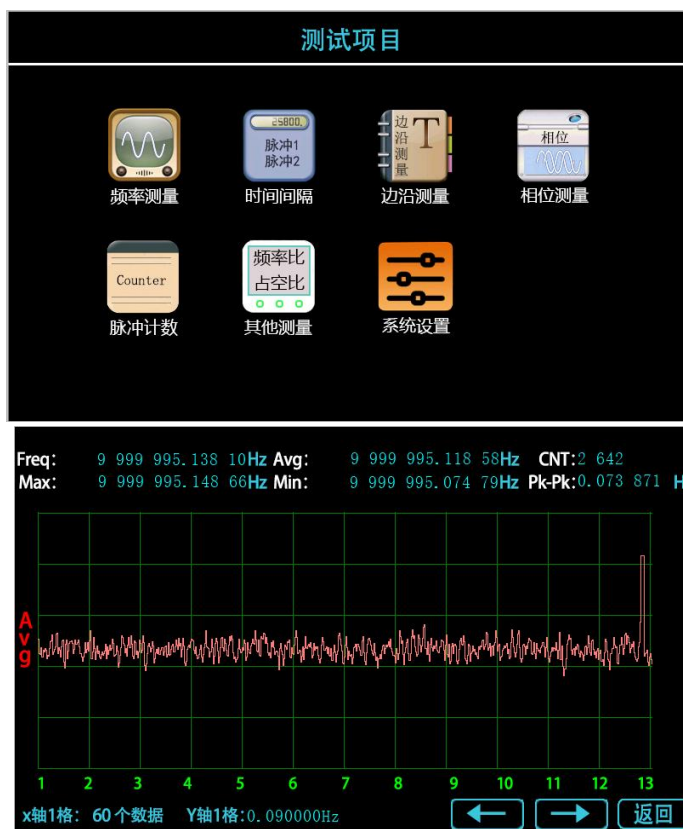 测试项目
25800.
脉冲1
脉冲2
边沿测量
T
相位
频率测量 时间间隔 边沿测量 相位测量
Counter
频率比
占空比
脉冲计数 其他测量 系统设置
Freq: 9 999 995.138 10Hz Avg: 9 999 995.118 58Hz CNT:2 642
Max: 9 999 995.148 66Hz Min: 9 999 995.074 79Hz Pk-Pk:0.073 871 H
Avg
1 2 3 4 5 6 7 8 9 10 11 12 13
x轴1格: 60个数据 Y轴1格:0.090000Hz 返回